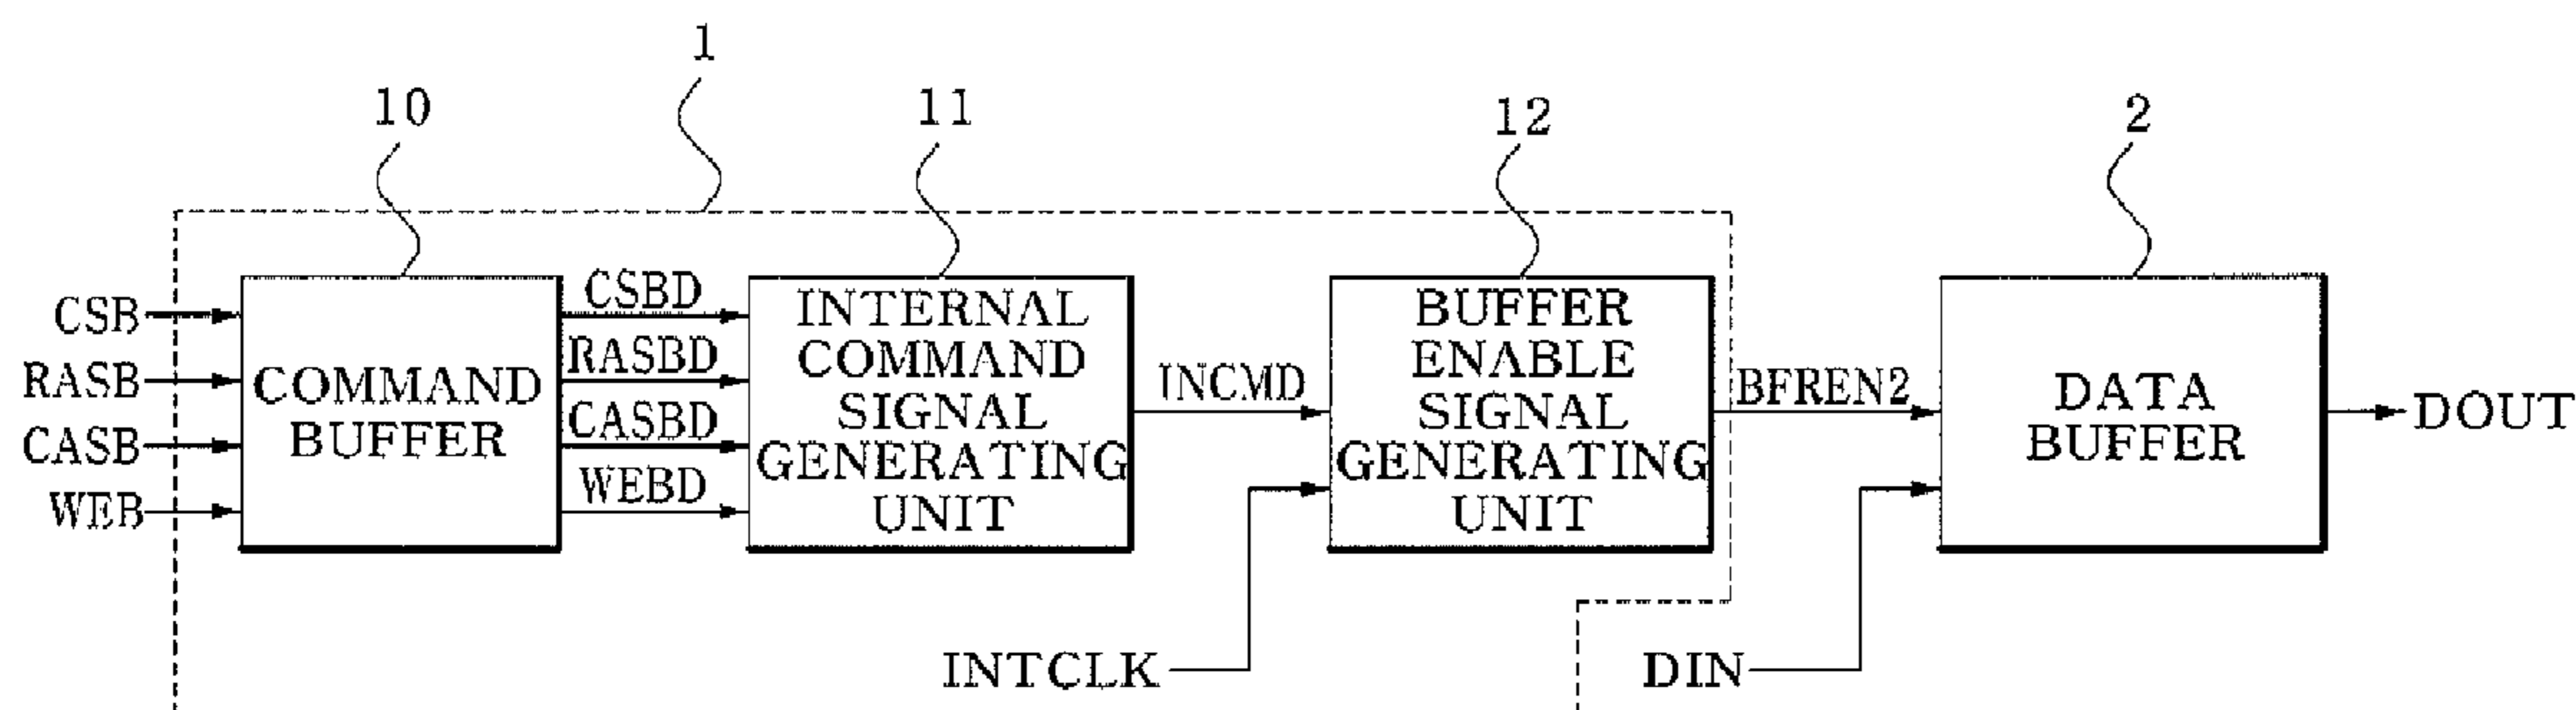 1
10
11
12
2
CSB
RASB
CASB
WEB
COMMAND
BUFFER
CSBD
RASBD
CASBD
WEBD
INTERNAL
COMMAND
SIGNAL
GENERATING
UNIT
INCMD
INTCLK
BUFFER
ENABLE
SIGNAL
GENERATING
UNIT
BFREN2
DIN
DATA
BUFFER
DOUT